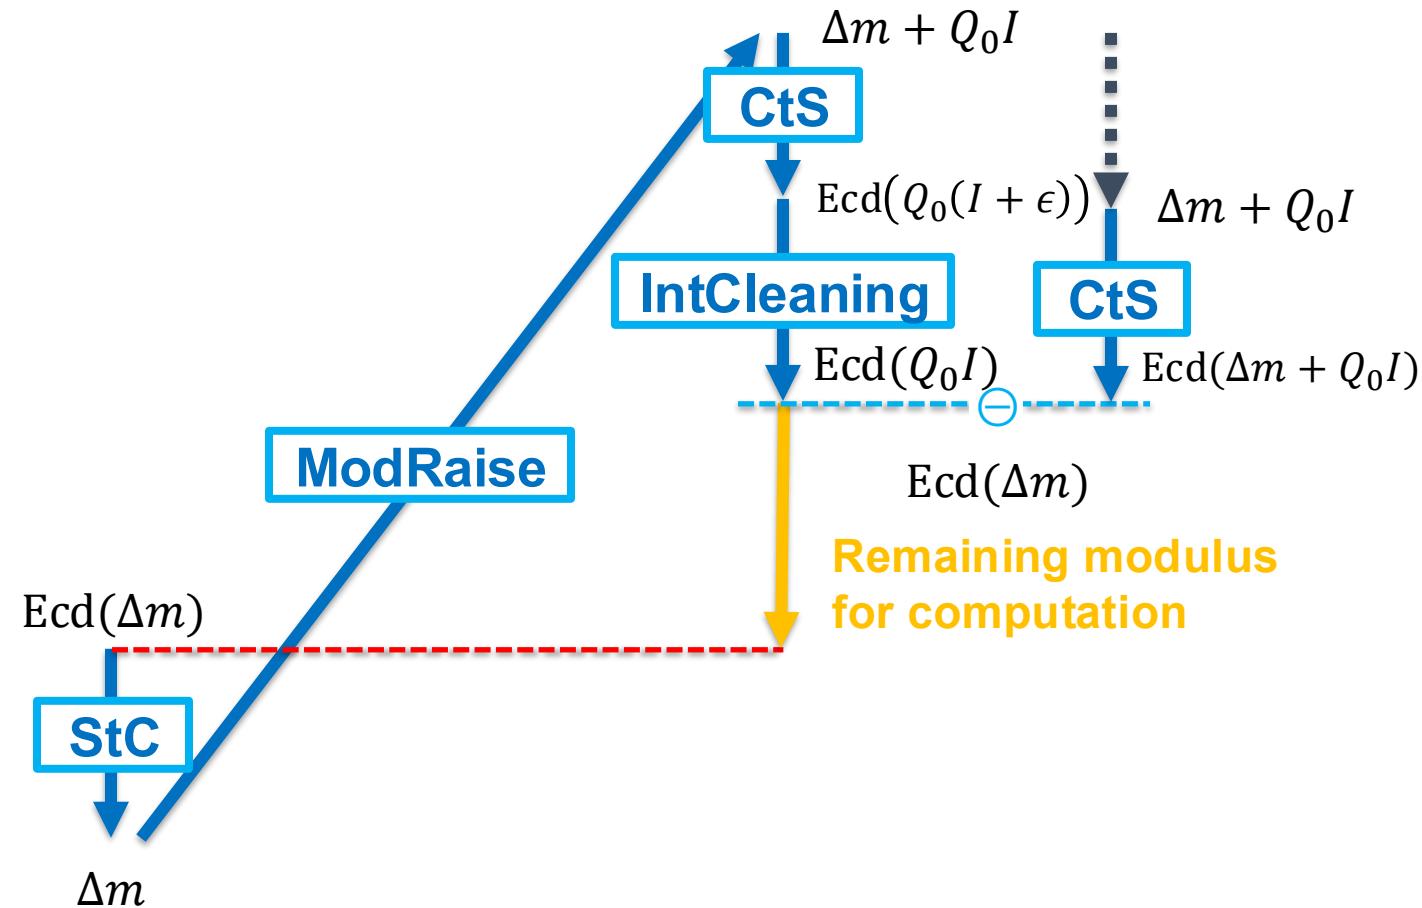 Δm + Q₀I
CtS
Ecd(Q₀(I + ϵ))
Δm + Q₀I
IntCleaning
CtS
Ecd(Q₀I)
Ecd(Δm + Q₀I)
ModRaise
Ecd(Δm)
Remaining modulus
for computation
Ecd(Δm)
StC
Δm